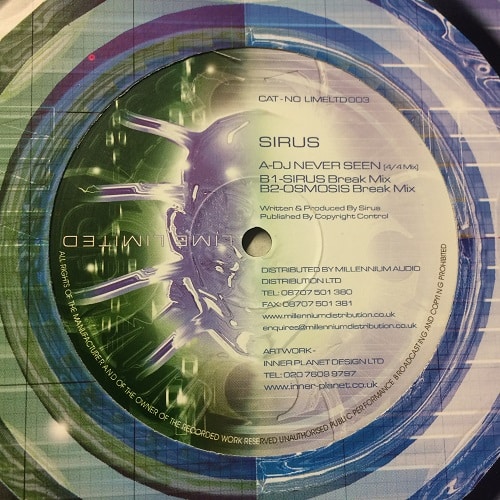 CAT - NO LIMELTD 003
SIRUS
A-DJ NEVER SEEN [4/4 Mix]
B1-SIRUS Break Mix
B2-OSMOSIS Break Mix
Written & Produced By Sirus
Published By Copyright Control
LIME LIMITED
DISTRIBUTED BY MILLENNIUM AUDIO
DISTRIBUTION LTD
TEL: 08707 501 380
FAX: 08707 501 381
www.millenniumdistribution.co.uk
enquires@millenniumdistribution.co.uk
ARTWORK -
INNER PLANET DESIGN LTD
TEL: 020 7609 9797
www.inner-planet.co.uk
ALL RIGHTS OF THE MANUFACTURER AND OF THE OWNER OF THE RECORDED WORK RESERVED. UNAUTHORISED PUBLIC PERFORMANCE BROADCASTING AND COPYING PROHIBITED